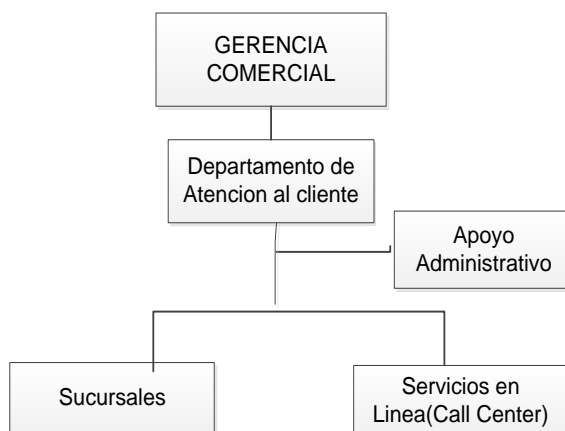 GERENCIA
COMERCIAL
Departamento de
Atencion al cliente
Apoyo
Administrativo
Sucursales
Servicios en
Linea(Call Center)